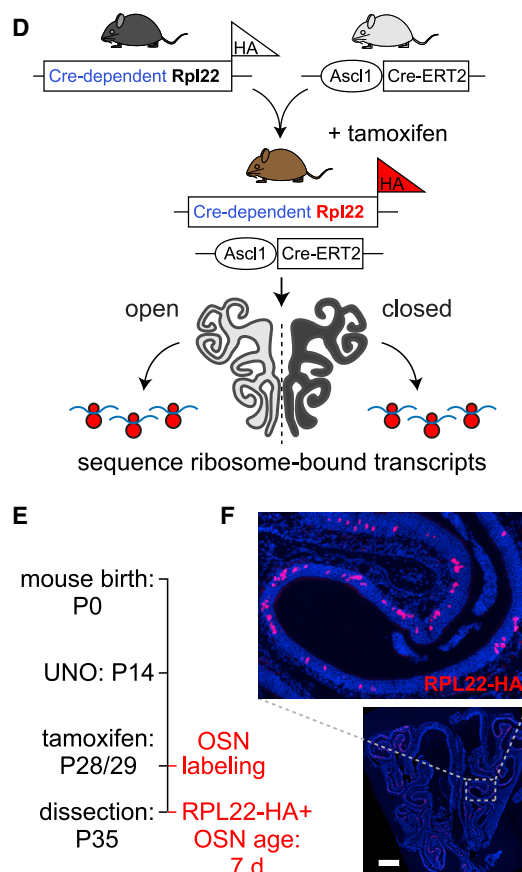 D
HA
Cre-dependent Rpl22
Ascl1 Cre-ERT2
+ tamoxifen
HA
Cre-dependent Rpl22
Ascl1 Cre-ERT2
open
closed
sequence ribosome-bound transcripts
E
mouse birth:
P0
UNO: P14
tamoxifen:
P28/29
OSN
labeling
dissection:
P35
RPL22-HA+
OSN age:
7 d
F
RPL22-HA